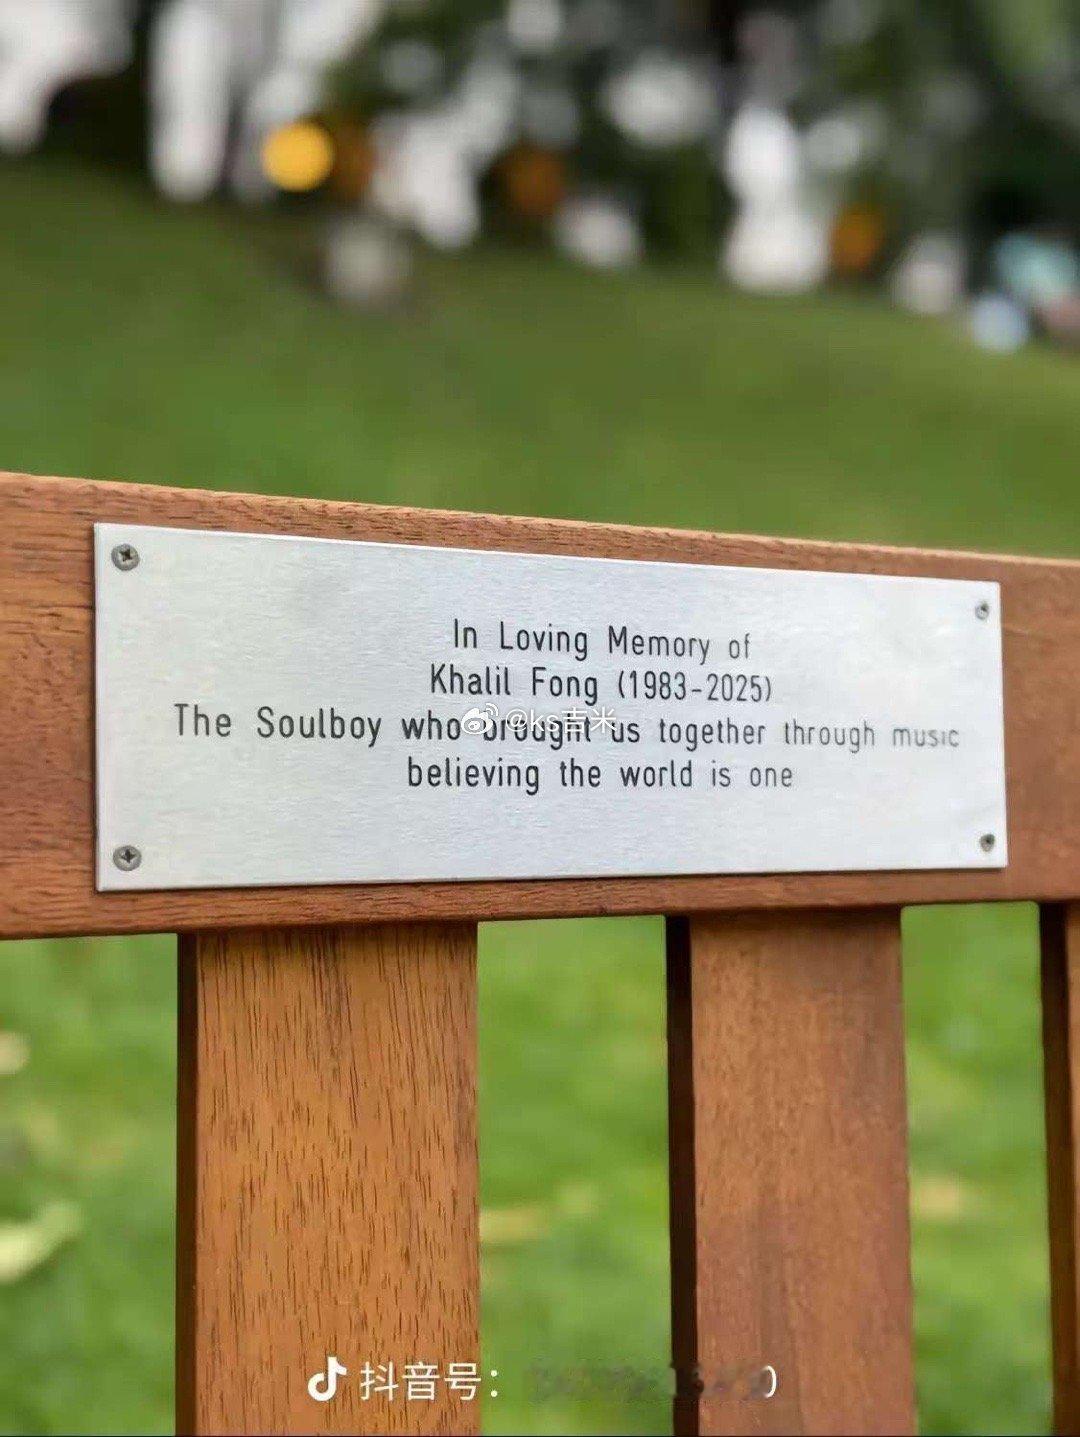 In Loving Memory of
Khalil Fong (1983-2025)
The Soulboy who brought us together through music
believing the world is one
@ks吉米
抖音号：